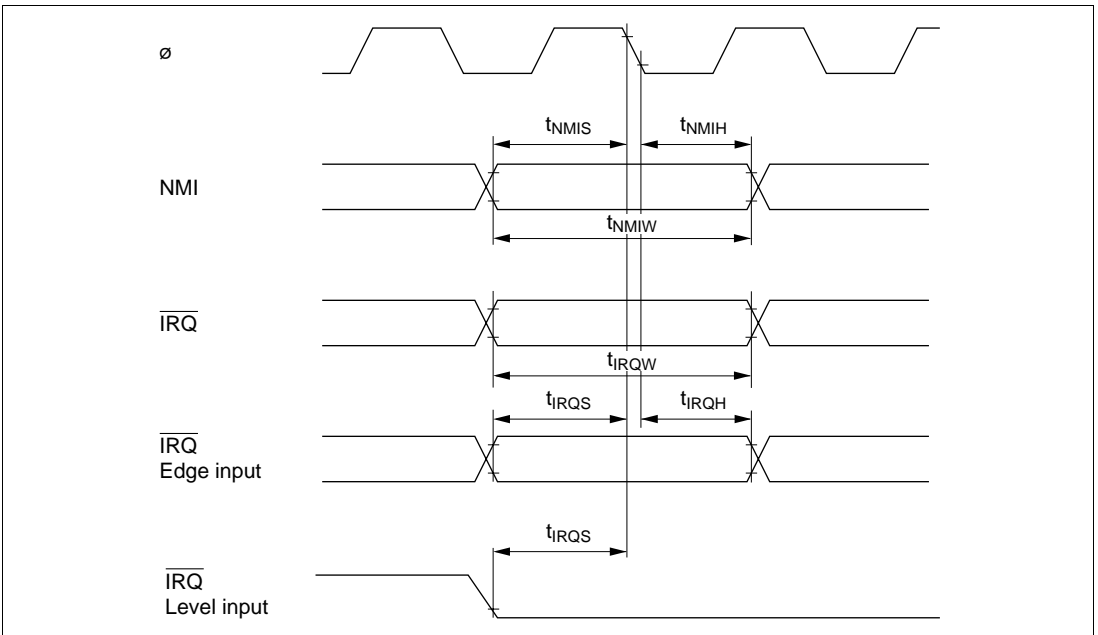 ø
tNMIS tNMIH
NMI
tNMIW
IRQ
tIRQW
tIRQS tIRQH
IRQ
Edge input
tIRQS
IRQ
Level input